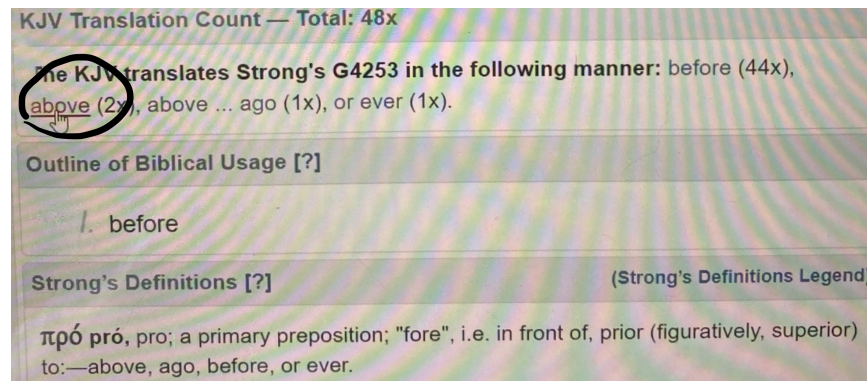 KJV Translation Count — Total: 48x
The KJV translates Strong's G4253 in the following manner: before (44x),
above (2x), above ... ago (1x), or ever (1x).
Outline of Biblical Usage [?]
I. before
Strong's Definitions [?] (Strong's Definitions Legend)
πρό pró, pro; a primary preposition; "fore", i.e. in front of, prior (figuratively, superior)
to:—above, ago, before, or ever.